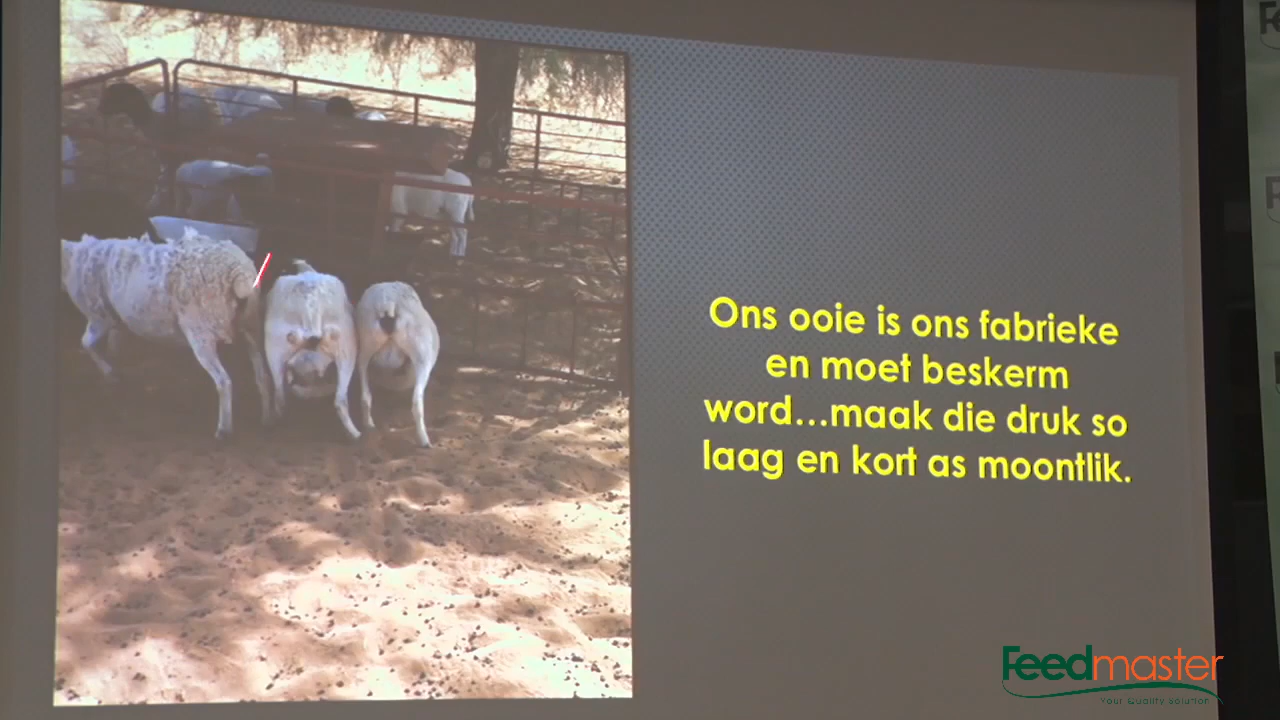 Ons ooie is ons fabrieke
en moet beskerm
word...maak die druk so
laag en kort as moontlik.
Feedmaster
Your Quality Solution